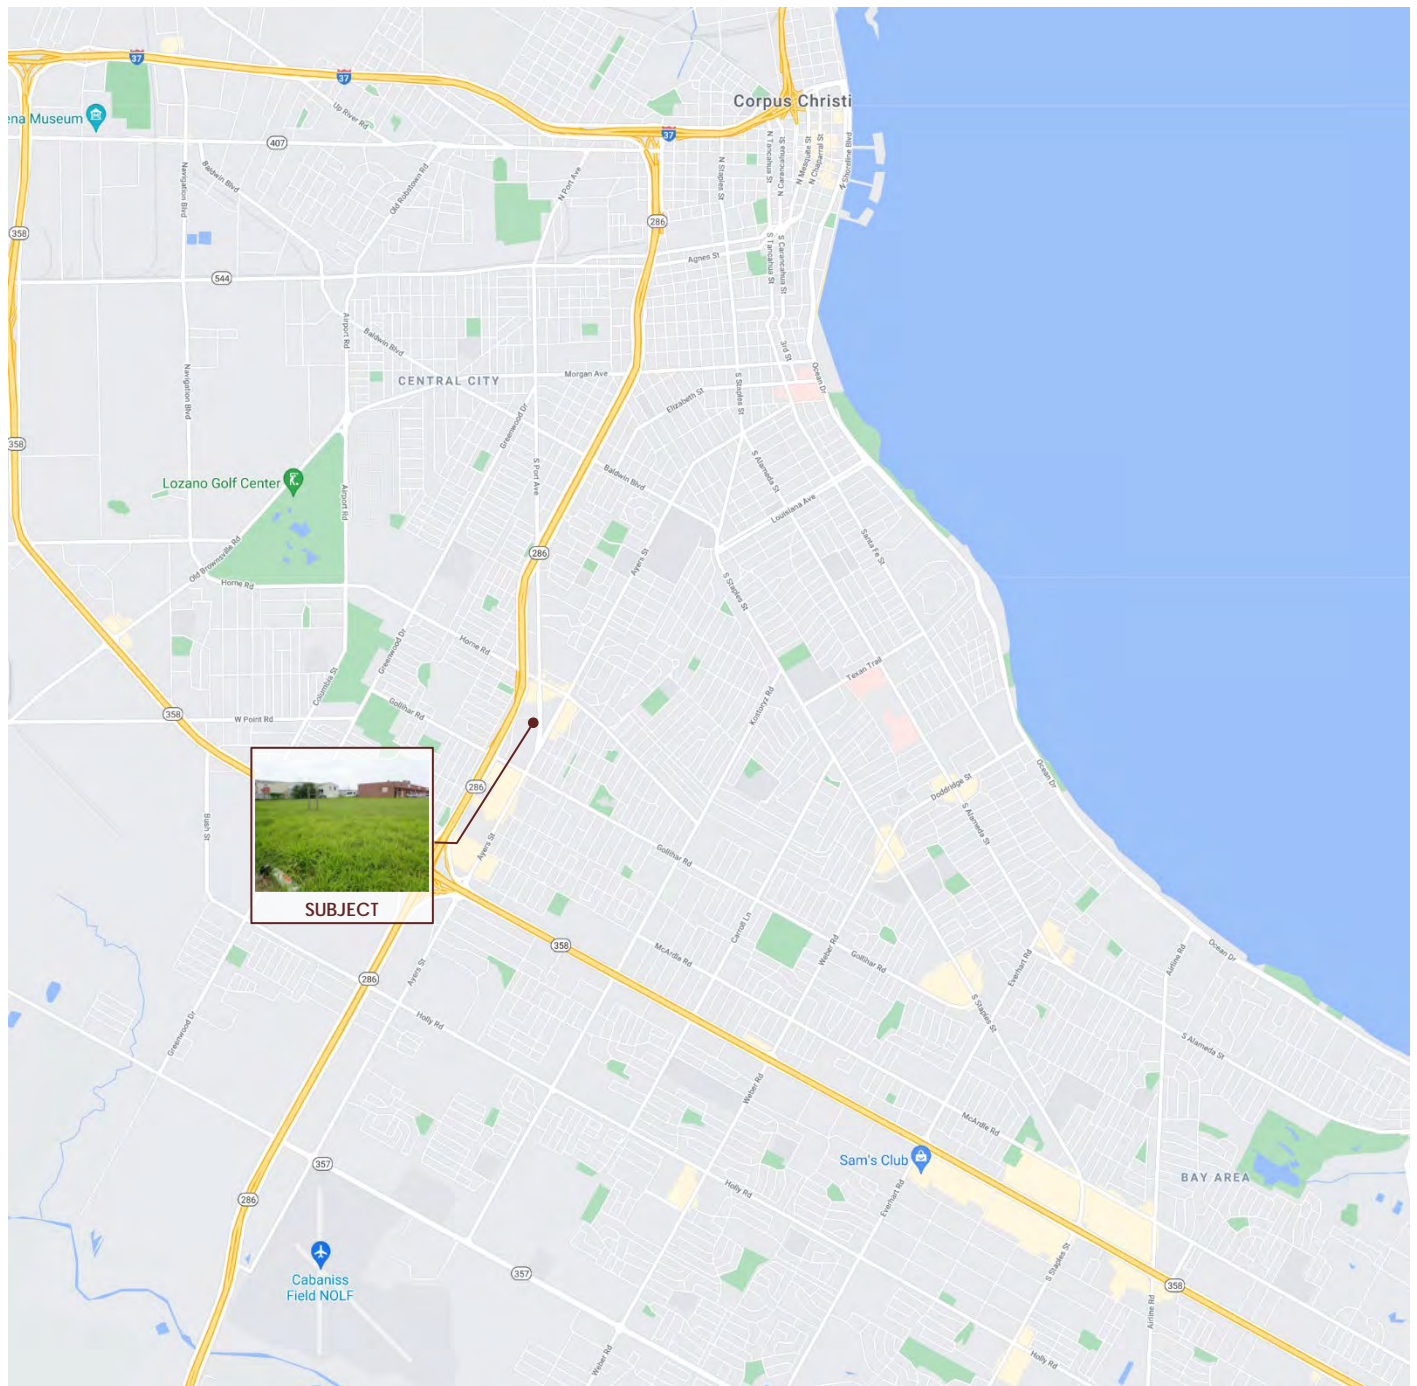 37
37
Corpus Christi
ena Museum
Up River Rd
37
407
N Tancahua St
N Carancahua St
N Mesquite St
N Chaparral St
N Shoreline Blvd
Navigation Blvd
Baldwin Blvd
Old Robstown Rd
N Port Ave
N Staples St
358
286
S Tancahua St
S Carancahua St
Agnes St
544
Airport Rd
Baldwin Blvd
3rd St
Ocean Dr
CENTRAL CITY
Morgan Ave
Navigation Blvd
Elizabeth St
S Staples St
Greenwood Dr
358
S Port Ave
Baldwin Blvd
S Alameda St
Lozano Golf Center
Airport Rd
Louisiana Ave
Old Brownsville Rd
286
Ayers St
Santa Fe St
Horne Rd
S Staples St
Horne Rd
Greenwood Dr
Texan Trail
Columbia St
Kostoryz Rd
Gollihar Rd
358
W Point Rd
286
Ocean Dr
Doddridge St
Bush St
Ayers St
S Alameda St
Gollihar Rd
SUBJECT
Carroll Ln
358
McArdle Rd
Weber Rd
Gollihar Rd
Everhart Rd
Airline Rd
Ocean Dr
286
Ayers St
Greenwood Dr
Holly Rd
S Staples St
S Alameda St
Weber Rd
McArdle Rd
357
Sam's Club
BAY AREA
286
Holly Rd
Everhart Rd
Cabaniss
Field NOLF
357
S Staples St
358
Airline Rd
Weber Rd
Holly Rd